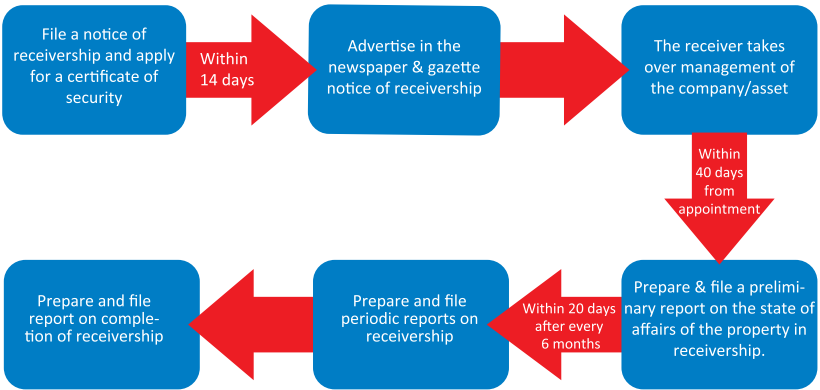 File a notice of
receivership and apply
for a certificate of
security
Within
14 days
Advertise in the
newspaper & gazette
notice of receivership
The receiver takes
over management of
the company/asset
Within
40 days
from
appointment
Prepare & file a prelimi-
nary report on the state of
affairs of the property in
receivership.
Within 20 days
after every
6 months
Prepare and file
periodic reports on
receivership
Prepare and file
report on comple-
tion of receivership